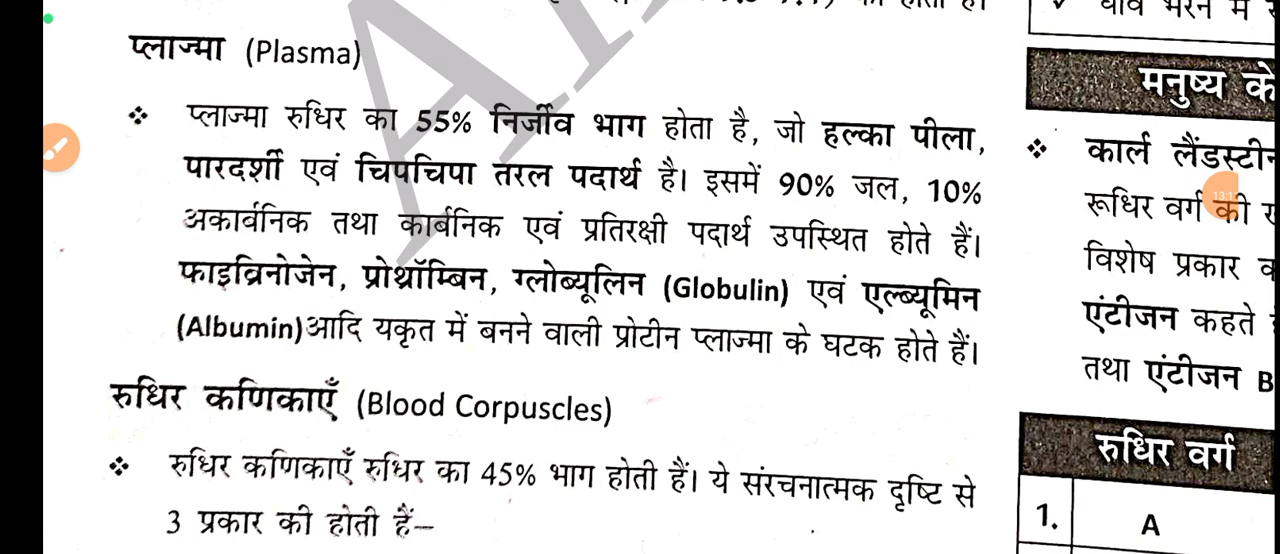 प्लाज्मा (Plasma)
❖ प्लाज्मा रुधिर का 55% निर्जीव भाग होता है, जो हल्का पीला,
पारदर्शी एवं चिपचिपा तरल पदार्थ है। इसमें 90% जल, 10%
अकार्बनिक तथा कार्बनिक एवं प्रतिरक्षी पदार्थ उपस्थित होते हैं।
फाइब्रिनोजेन, प्रोथ्रॉम्बिन, ग्लोब्यूलिन (Globulin) एवं एल्ब्यूमिन
(Albumin)आदि यकृत में बनने वाली प्रोटीन प्लाज्मा के घटक होते हैं।
रुधिर कणिकाएँ (Blood Corpuscles)
❖ रुधिर कणिकाएँ रुधिर का 45% भाग होती हैं। ये संरचनात्मक दृष्टि से
3 प्रकार की होती हैं–
घाव भरने में
मनुष्य के
❖ कार्ल
रूधिर वर्ग की
विशेष प्रकार
एंटीजन कहते
तथा एंटीजन B
रुधिर वर्ग
1. A